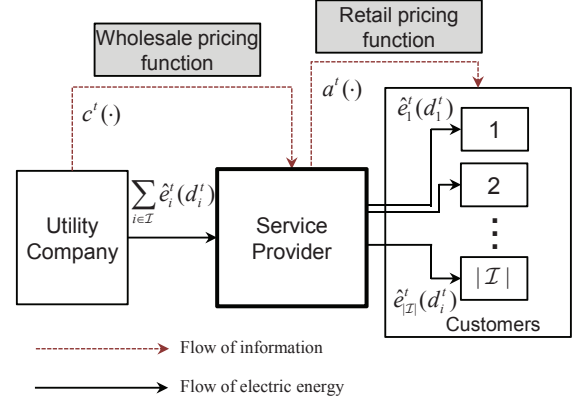 Retail pricing
function
Wholesale pricing
function
c^t(·)
a^t(·)
ê_1^t(d_1^t)
1
2
⋮
|ℐ|
ê_{|ℐ|}^t(d_i^t)
Customers
Utility
Company
∑_{i∈ℐ} ê_i^t(d_i^t)
Service
Provider
Flow of information
Flow of electric energy